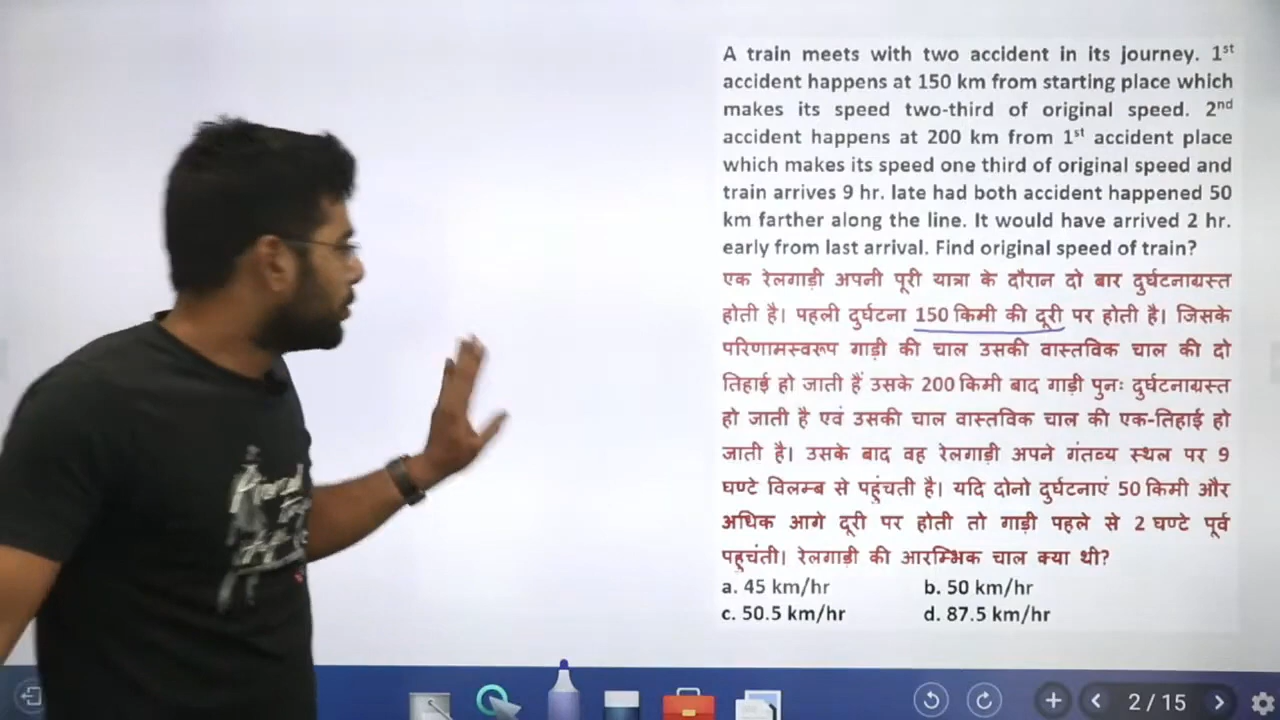 A train meets with two accident in its journey. 1st
accident happens at 150 km from starting place which
makes its speed two-third of original speed. 2nd
accident happens at 200 km from 1st accident place
which makes its speed one third of original speed and
train arrives 9 hr. late had both accident happened 50
km farther along the line. It would have arrived 2 hr.
early from last arrival. Find original speed of train?
एक रेलगाड़ी अपनी पूरी यात्रा के दौरान दो बार दुर्घटनाग्रस्त
होती है। पहली दुर्घटना 150 किमी की दूरी पर होती है। जिसके
परिणामस्वरूप गाड़ी की चाल उसकी वास्तविक चाल की दो
तिहाई हो जाती हैं उसके 200 किमी बाद गाड़ी पुनः दुर्घटनाग्रस्त
हो जाती है एवं उसकी चाल वास्तविक चाल की एक-तिहाई हो
जाती है। उसके बाद वह रेलगाड़ी अपने गंतव्य स्थल पर 9
घण्टे विलम्ब से पहुंचती है। यदि दोनो दुर्घटनाएं 50 किमी और
अधिक आगे दूरी पर होती तो गाड़ी पहले से 2 घण्टे पूर्व
पहूचंती। रेलगाड़ी की आरम्भिक चाल क्या थी?
a. 45 km/hr b. 50 km/hr
c. 50.5 km/hr d. 87.5 km/hr
2 / 15